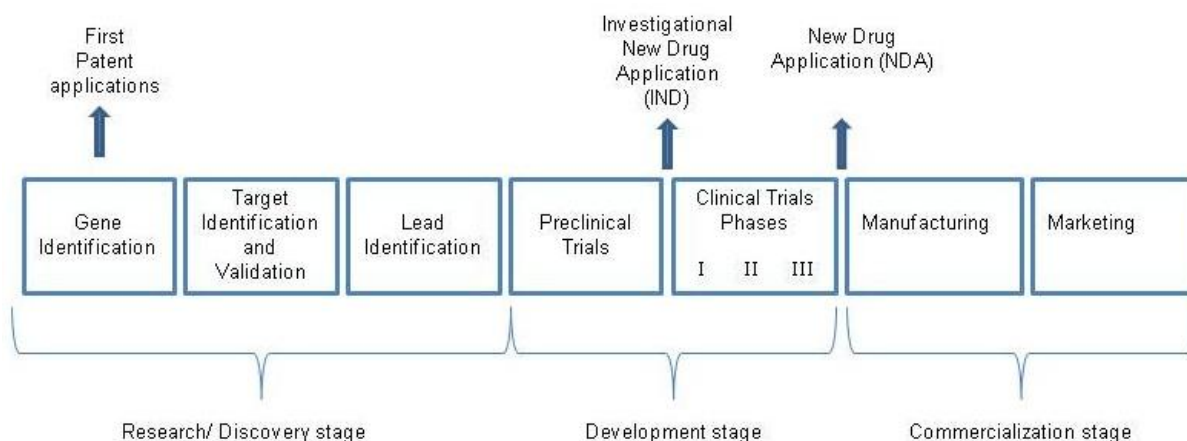 First
Patent
applications
Investigational
New Drug
Application
(IND)
New Drug
Application (NDA)
Gene
Identification
Target
Identification
and
Validation
Lead
Identification
Preclinical
Trials
Clinical Trials
Phases
I II III
Manufacturing
Marketing
Research/ Discovery stage
Development stage
Commercialization stage